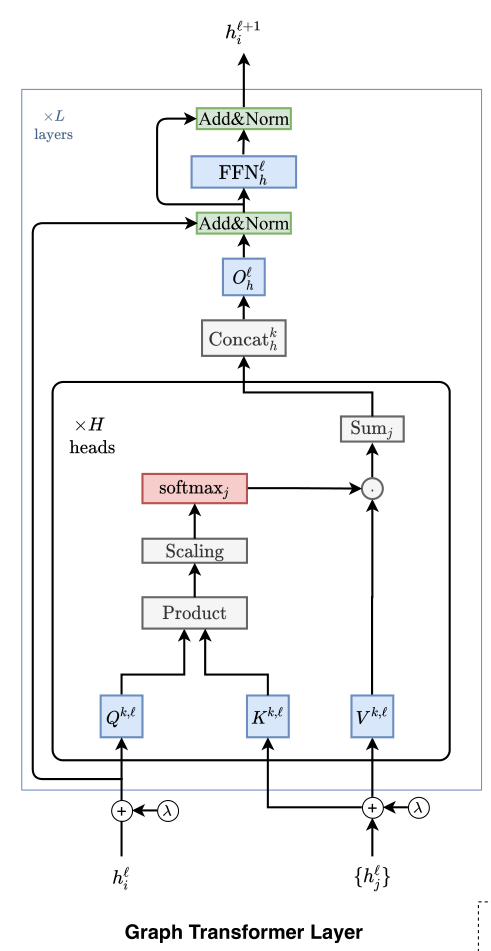 h_i^{ℓ+1}
×L
layers
Add&Norm
FFN_h^ℓ
Add&Norm
O_h^ℓ
Concat_h^k
×H
heads
Sum_j
softmax_j
·
Scaling
Product
Q^{k,ℓ}
K^{k,ℓ}
V^{k,ℓ}
+ λ
+ λ
h_i^ℓ
{h_j^ℓ}
Graph Transformer Layer